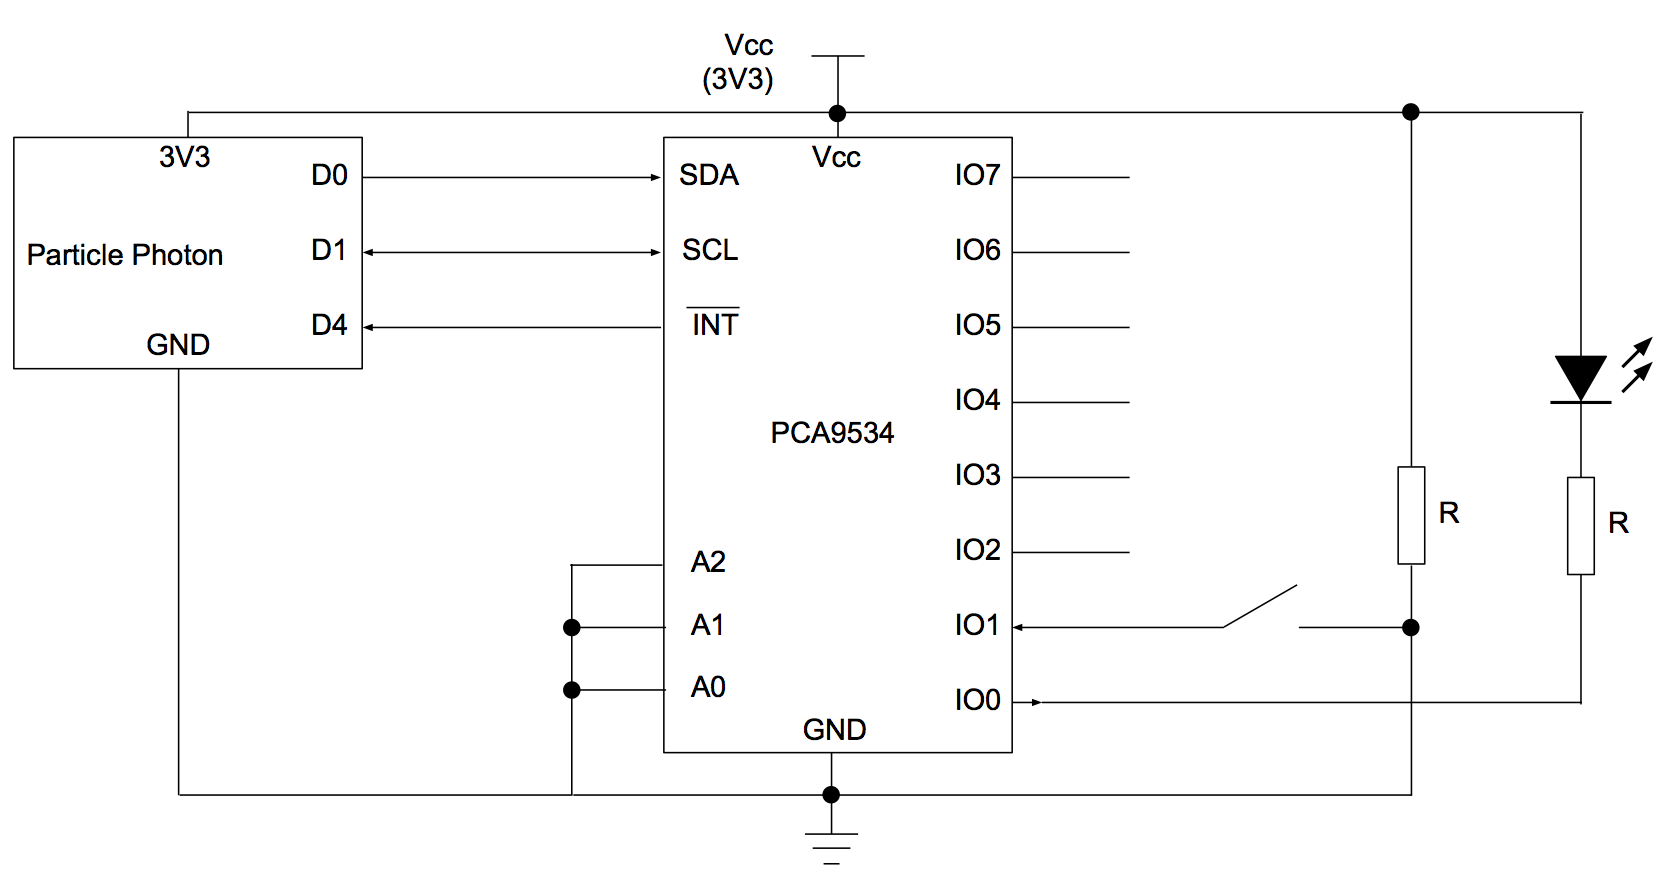 Vcc
(3V3)
3V3
D0
Particle Photon
D1
D4
GND
Vcc
SDA
SCL
INT
PCA9534
A2
A1
A0
GND
IO7
IO6
IO5
IO4
IO3
IO2
IO1
IO0
R
R